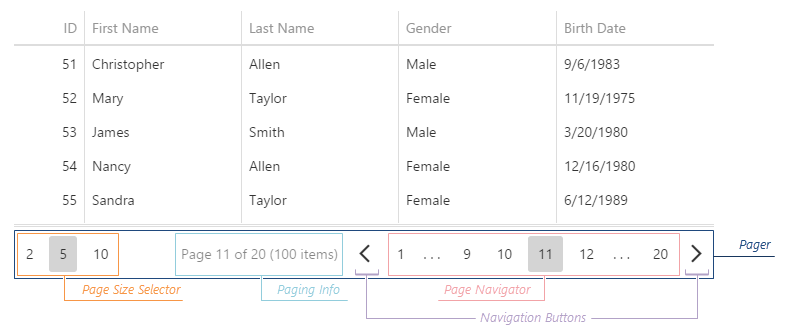 ID First Name Last Name Gender Birth Date
51 Christopher Allen Male 9/6/1983
52 Mary Taylor Female 11/19/1975
53 James Smith Male 3/20/1980
54 Nancy Allen Female 12/16/1980
55 Sandra Taylor Female 6/12/1989
2 5 10 Page 11 of 20 (100 items) 1 ... 9 10 11 12 ... 20 Pager
Page Size Selector Paging Info Page Navigator
Navigation Buttons